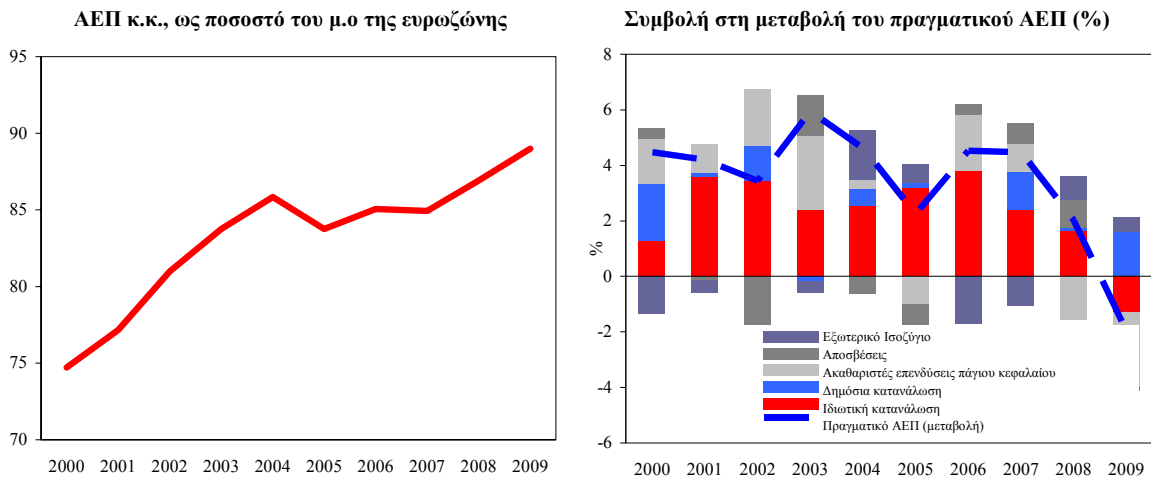 ΑΕΠ κ.κ., ως ποσοστό του μ.ο της ευρωζώνης
95
90
85
80
75
70
2000 2001 2002 2003 2004 2005 2006 2007 2008 2009
Συμβολή στη μεταβολή του πραγματικού ΑΕΠ (%)
8
6
4
2
%
0
-2
-4
-6
Εξωτερικό Ισοζύγιο
Αποσβέσεις
Ακαθαριστές επενδύσεις πάγιου κεφαλαίου
Δημόσια κατανάλωση
Ιδιωτική κατανάλωση
Πραγματικό ΑΕΠ (μεταβολή)
2000 2001 2002 2003 2004 2005 2006 2007 2008 2009